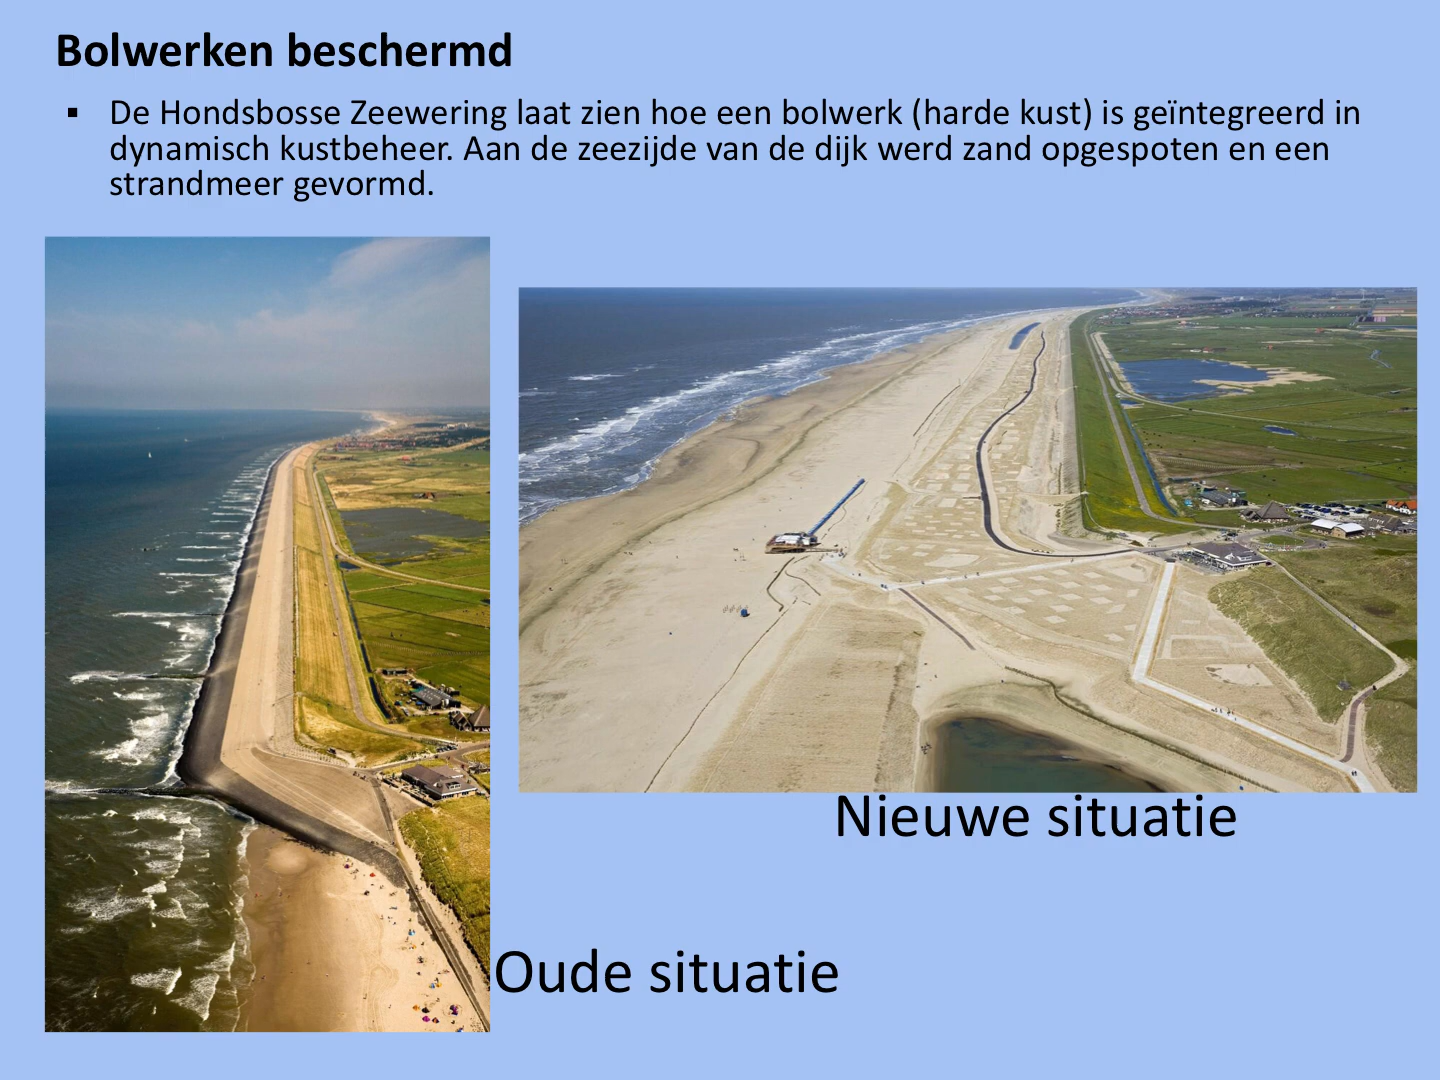 Bolwerken beschermd
▪ De Hondsbosse Zeewering laat zien hoe een bolwerk (harde kust) is geïntegreerd in
dynamisch kustbeheer. Aan de zeezijde van de dijk werd zand opgespoten en een
strandmeer gevormd.
Nieuwe situatie
Oude situatie